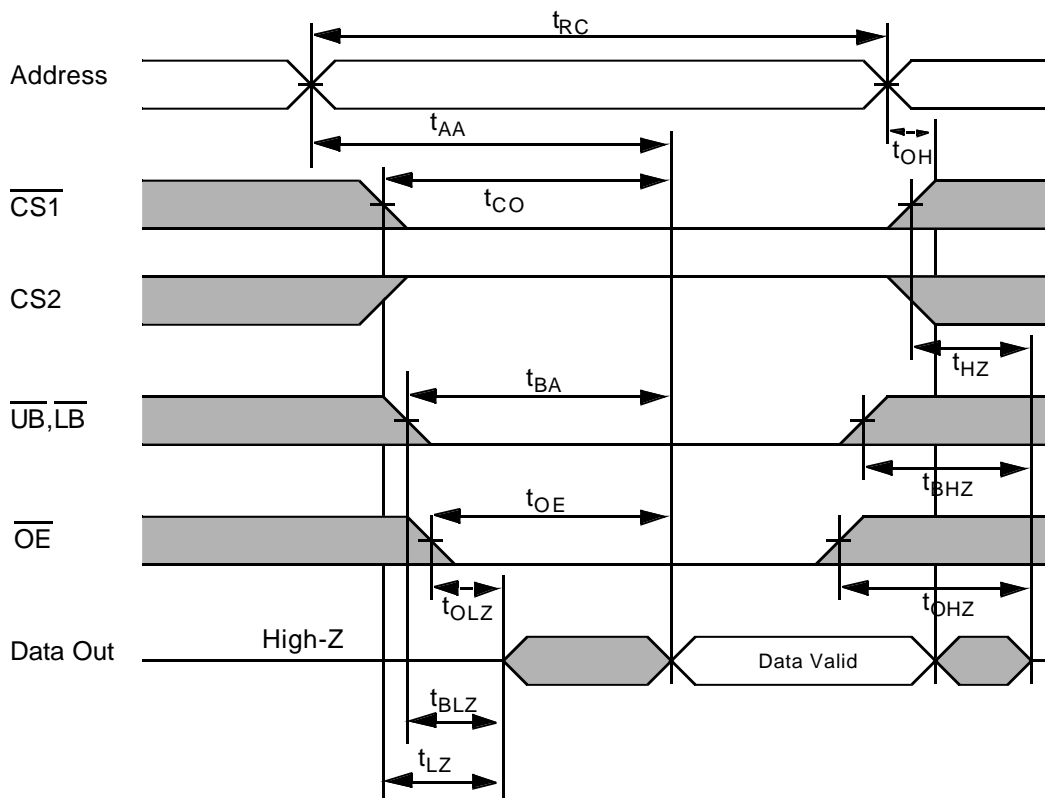 tRC
Address
tAA
tOH
CS1
tCO
CS2
tHZ
tBA
UB,LB
tBHZ
tOE
OE
tOLZ
tOHZ
High-Z
Data Out
Data Valid
tBLZ
tLZ